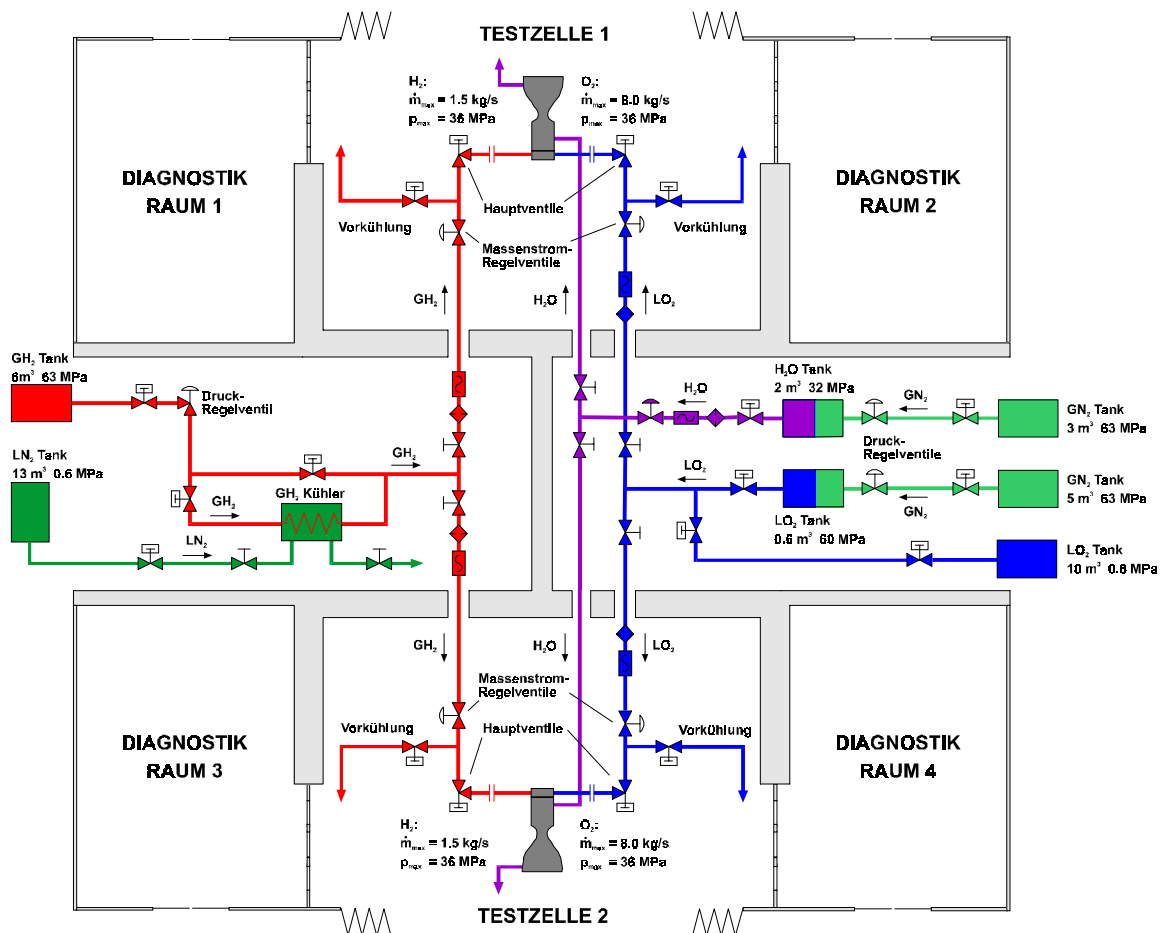 TESTZELLE 1
H₂:
ṁmax = 1.5 kg/s
pmax = 36 MPa
O₂:
ṁmax = 8.0 kg/s
pmax = 36 MPa
DIAGNOSTIK
RAUM 1
DIAGNOSTIK
RAUM 2
Hauptventile
Vorkühlung
Vorkühlung
Massenstrom-
Regelventile
GH₂
H₂O
LO₂
GH₂ Tank
6m³ 63 MPa
Druck-
Regelventil
H₂O
H₂O Tank
2 m³ 32 MPa
GN₂
GN₂ Tank
3 m³ 63 MPa
Druck-
Regelventile
LN₂ Tank
13 m³ 0.6 MPa
GH₂
GH₂
GH₂ Kühler
LN₂
LO₂
LO₂ Tank
0.6 m³ 60 MPa
GN₂
GN₂ Tank
5 m³ 63 MPa
LO₂ Tank
10 m³ 0.6 MPa
GH₂
H₂O
LO₂
Massenstrom-
Regelventile
Vorkühlung
Hauptventile
Vorkühlung
DIAGNOSTIK
RAUM 3
DIAGNOSTIK
RAUM 4
H₂:
ṁmax = 1.5 kg/s
pmax = 36 MPa
O₂:
ṁmax = 8.0 kg/s
pmax = 36 MPa
TESTZELLE 2